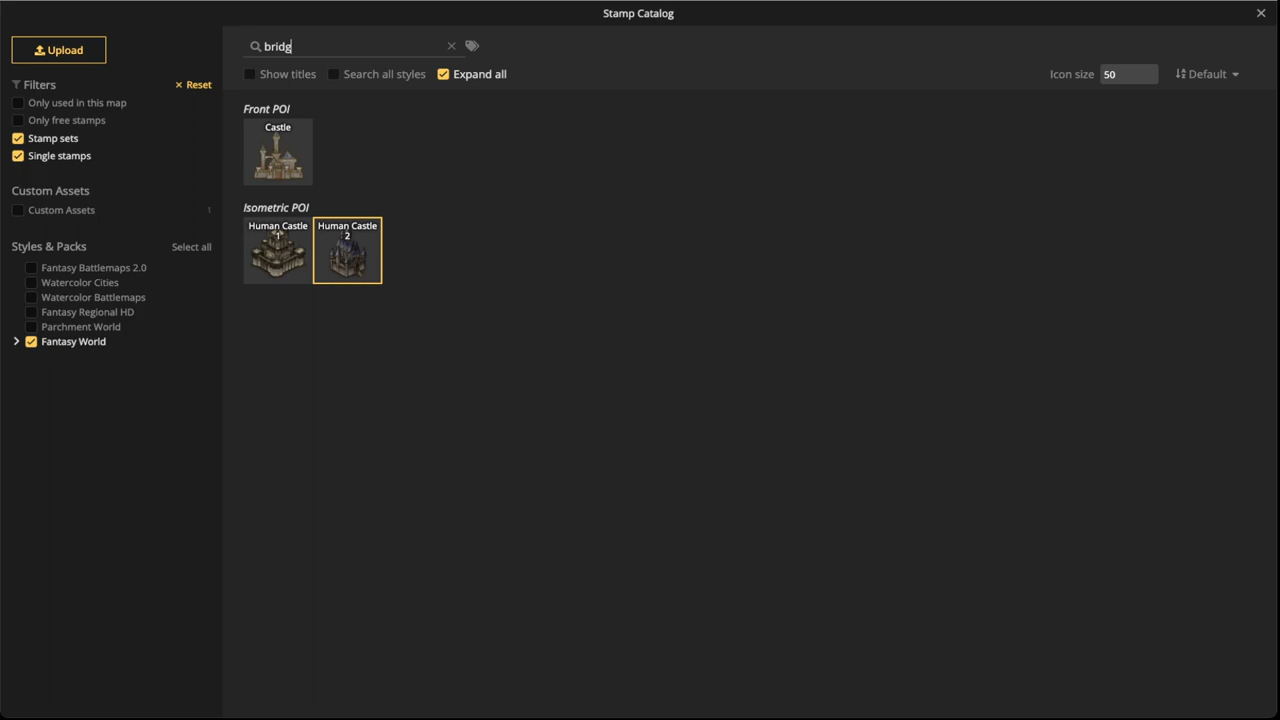 Stamp Catalog
Upload
bridg
Show titles
Search all styles
Expand all
Icon size
50
Default
Filters
Reset
Only used in this map
Only free stamps
Stamp sets
Single stamps
Custom Assets
Custom Assets
1
Styles & Packs
Select all
Fantasy Battlemaps 2.0
Watercolor Cities
Watercolor Battlemaps
Fantasy Regional HD
Parchment World
Fantasy World
Front POI
Castle
Isometric POI
Human Castle
1
Human Castle
2